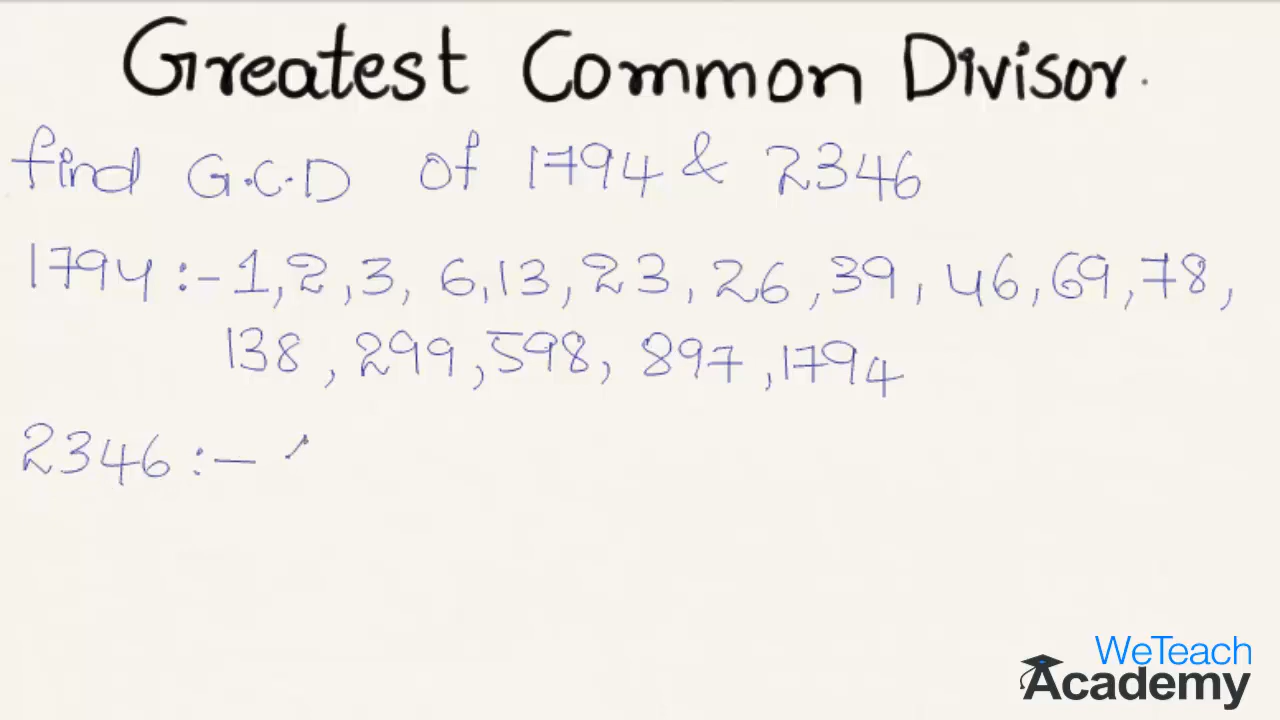 Greatest Common Divisor.
find G.C.D of 1794 & 2346
1794 :- 1, 2, 3, 6, 13, 23, 26, 39, 46, 69, 78,
138, 299, 598, 897, 1794
2346 :-
WeTeach
Academy